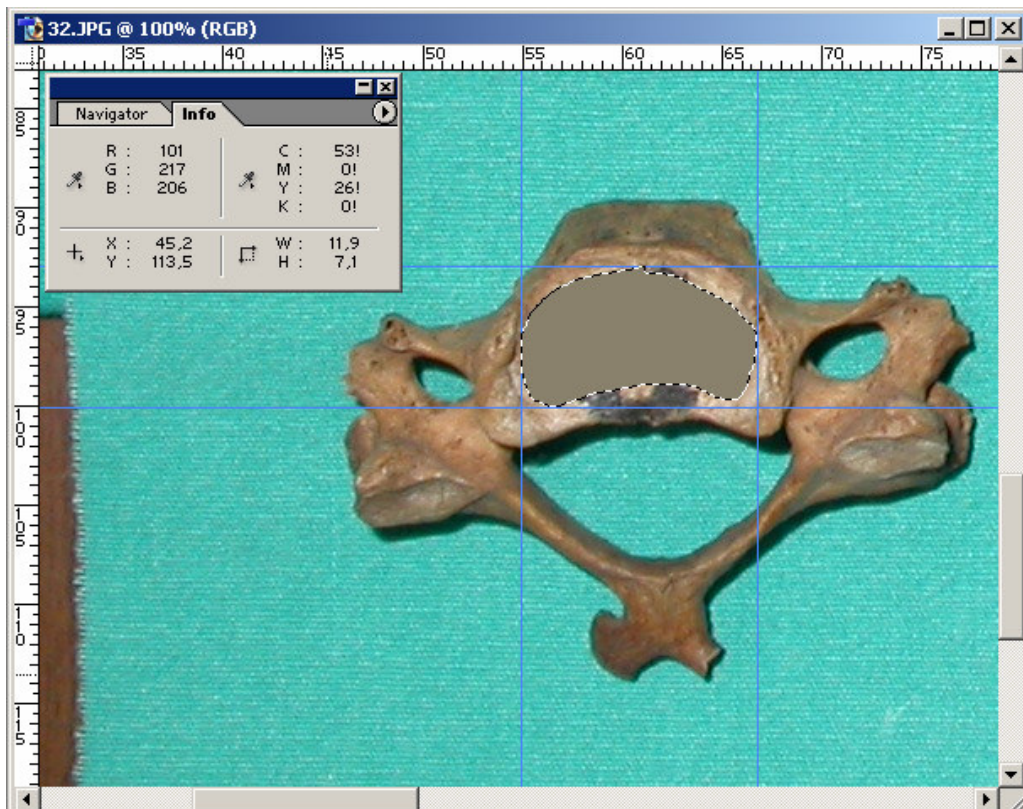 32.JPG @ 100% (RGB)
0 35 40 45 50 55 60 65 70 75
Navigator Info
R : 101 C : 53!
G : 217 M : 0!
B : 206 Y : 26!
K : 0!
X : 45,2 W : 11,9
Y : 113,5 H : 7,1
85
90
95
100
105
110
115